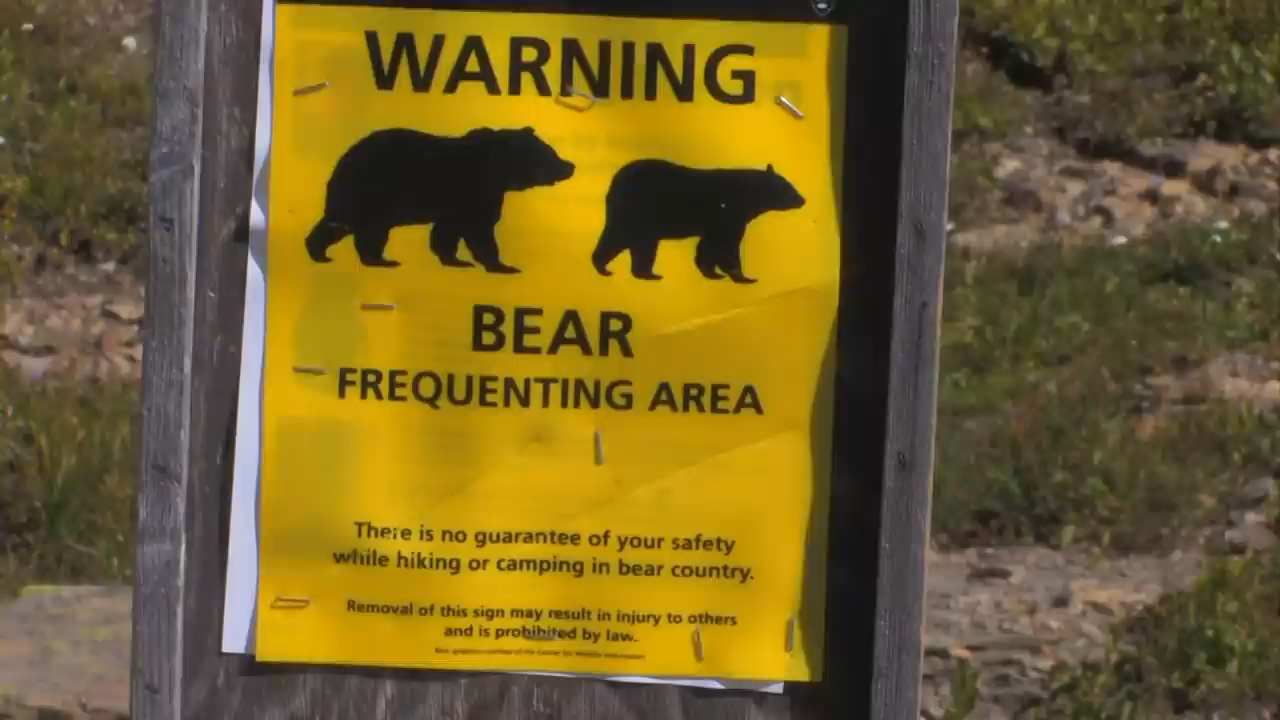 WARNING
BEAR
FREQUENTING AREA
There is no guarantee of your safety
while hiking or camping in bear country.
Removal of this sign may result in injury to others
and is prohibited by law.